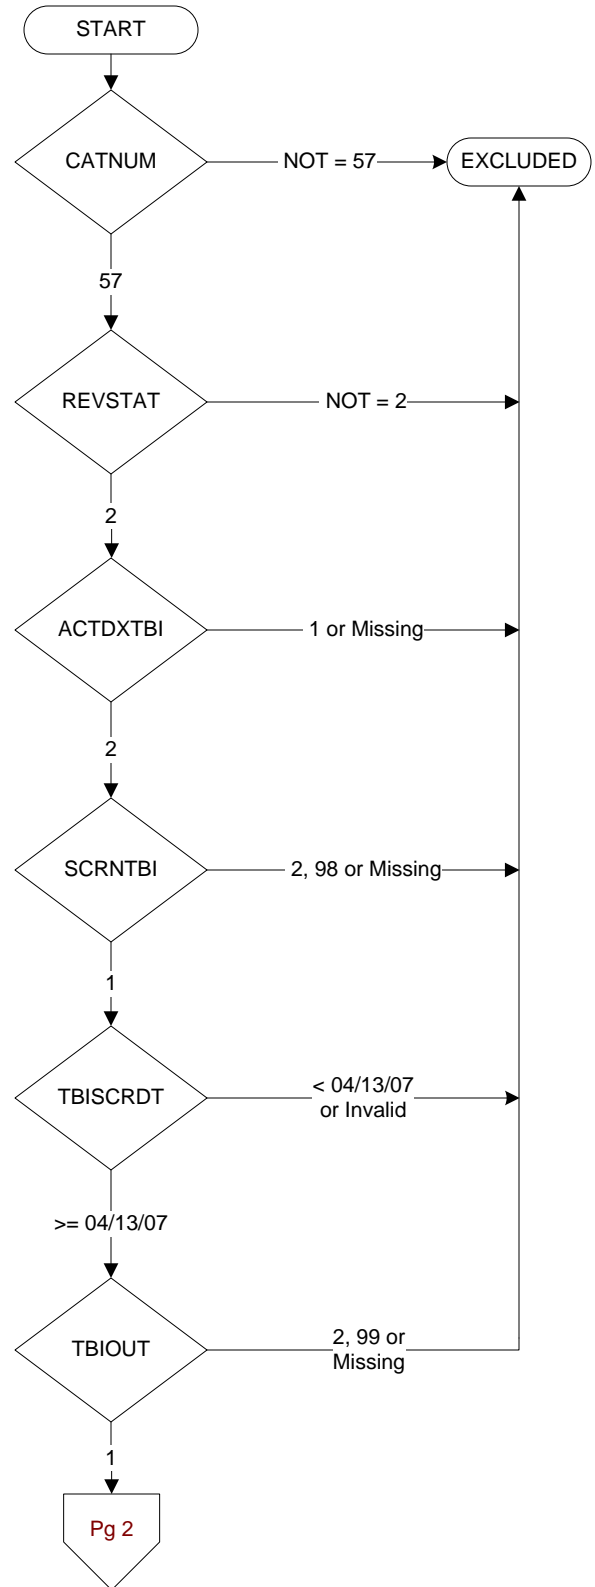 START
CATNUM
NOT = 57
EXCLUDED
57
REVSTAT
NOT = 2
2
ACTDXTBI
1 or Missing
2
SCRNTBI
2, 98 or Missing
1
TBISCRDT
< 04/13/07
or Invalid
>= 04/13/07
TBIOUT
2, 99 or
Missing
1
Pg 2